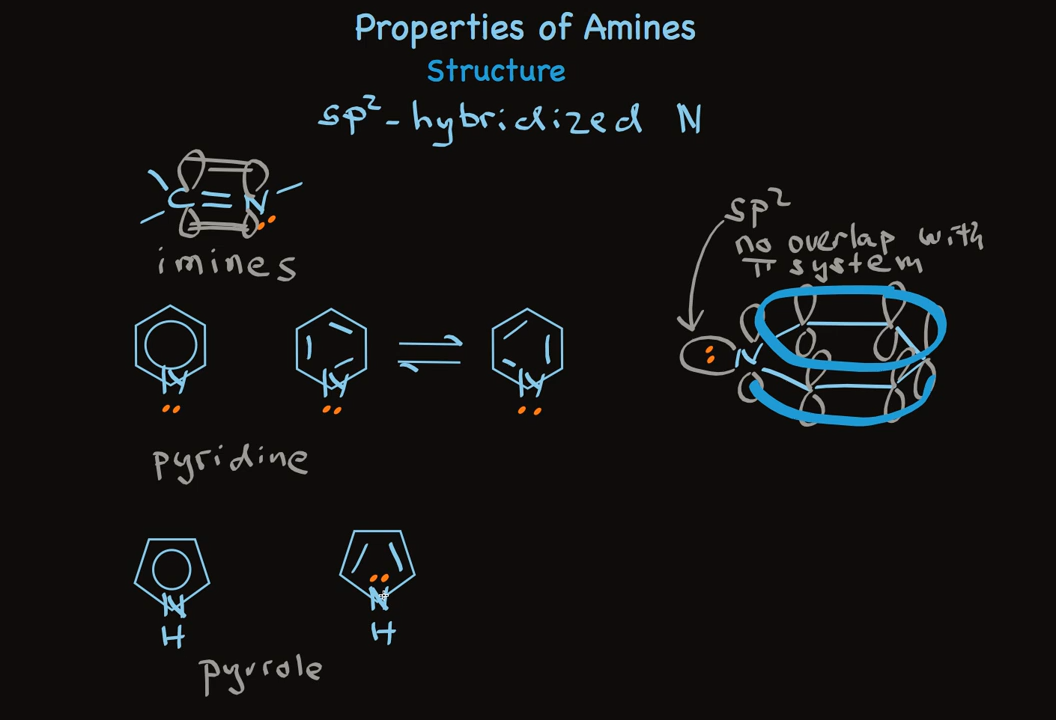 Properties of Amines
Structure
sp²-hybridized N
C=N
imines
sp²
no overlap with
π system
N
N
N
N
pyridine
N
H
N
H
pyrrole